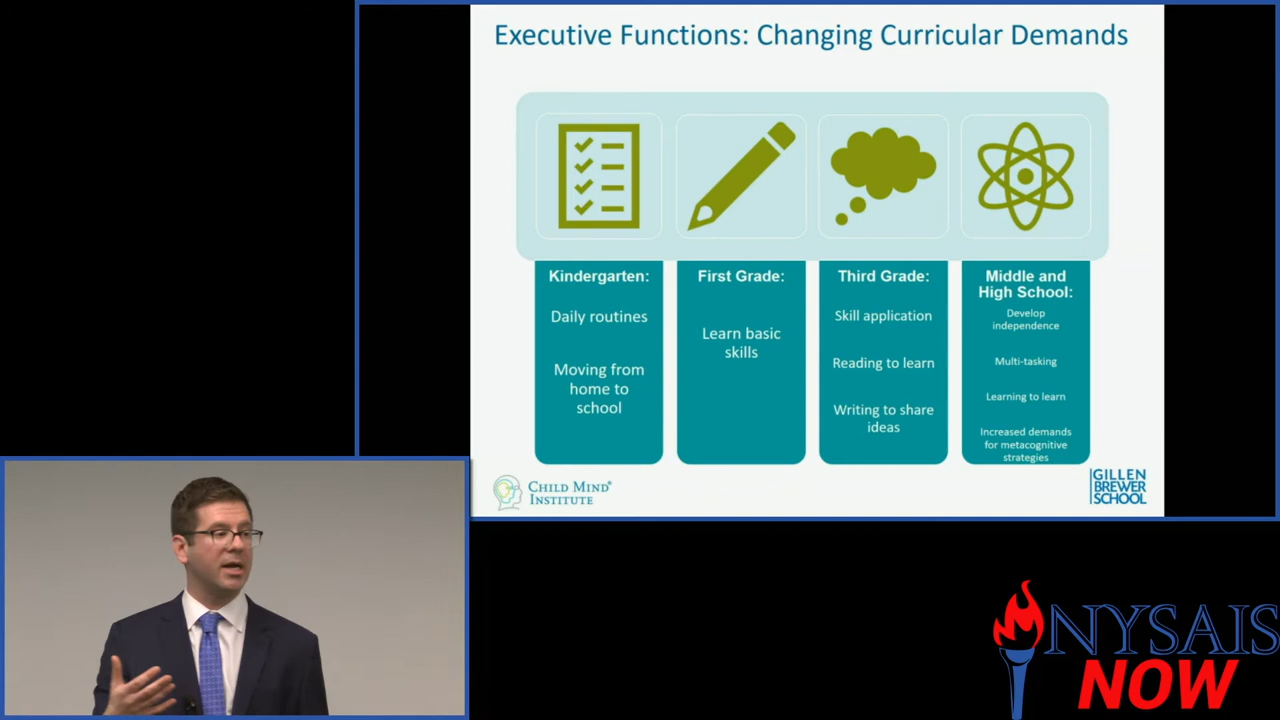 Executive Functions: Changing Curricular Demands
Kindergarten:
Daily routines
Moving from
home to
school
First Grade:
Learn basic
skills
Third Grade:
Skill application
Reading to learn
Writing to share
ideas
Middle and
High School:
Develop
independence
Multi-tasking
Learning to learn
Increased demands
for metacognitive
strategies
CHILD MIND®
INSTITUTE
GILLEN
BREWER
SCHOOL
NYSAIS
NOW